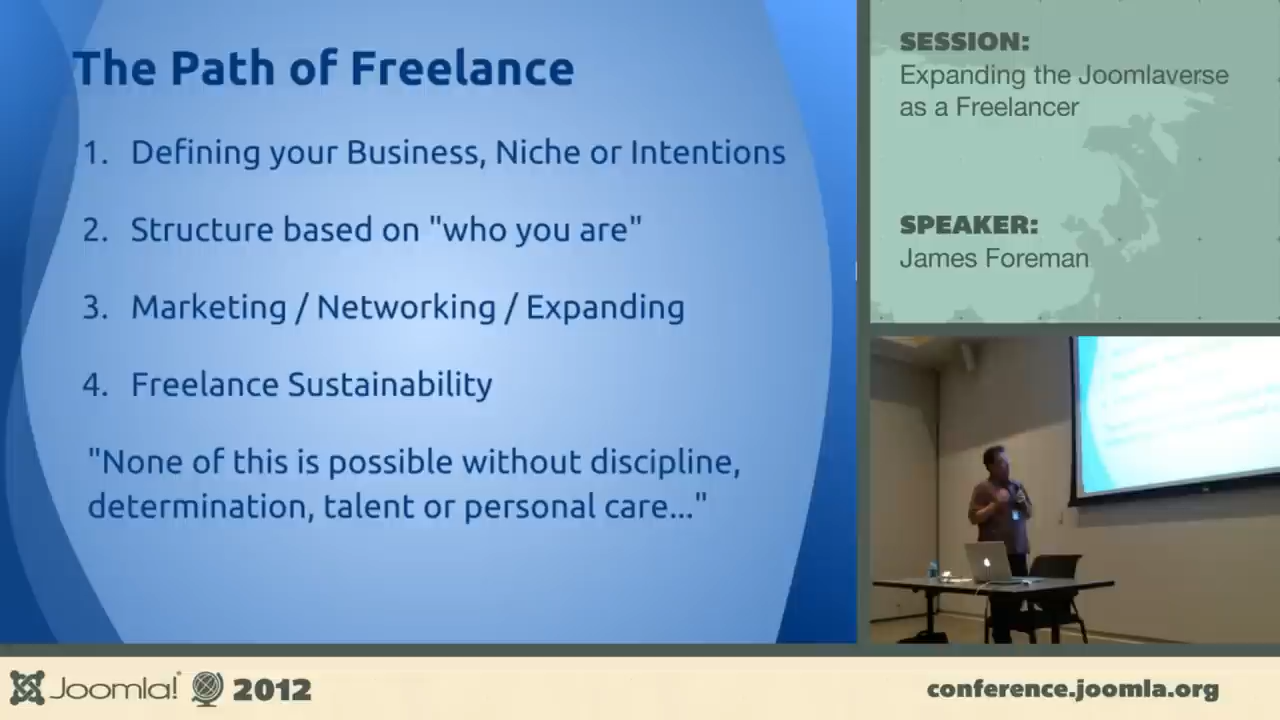 The Path of Freelance
1. Defining your Business, Niche or Intentions
2. Structure based on "who you are"
3. Marketing / Networking / Expanding
4. Freelance Sustainability
"None of this is possible without discipline,
determination, talent or personal care..."
SESSION:
Expanding the Joomlaverse
as a Freelancer
SPEAKER:
James Foreman
Joomla! 2012
conference.joomla.org